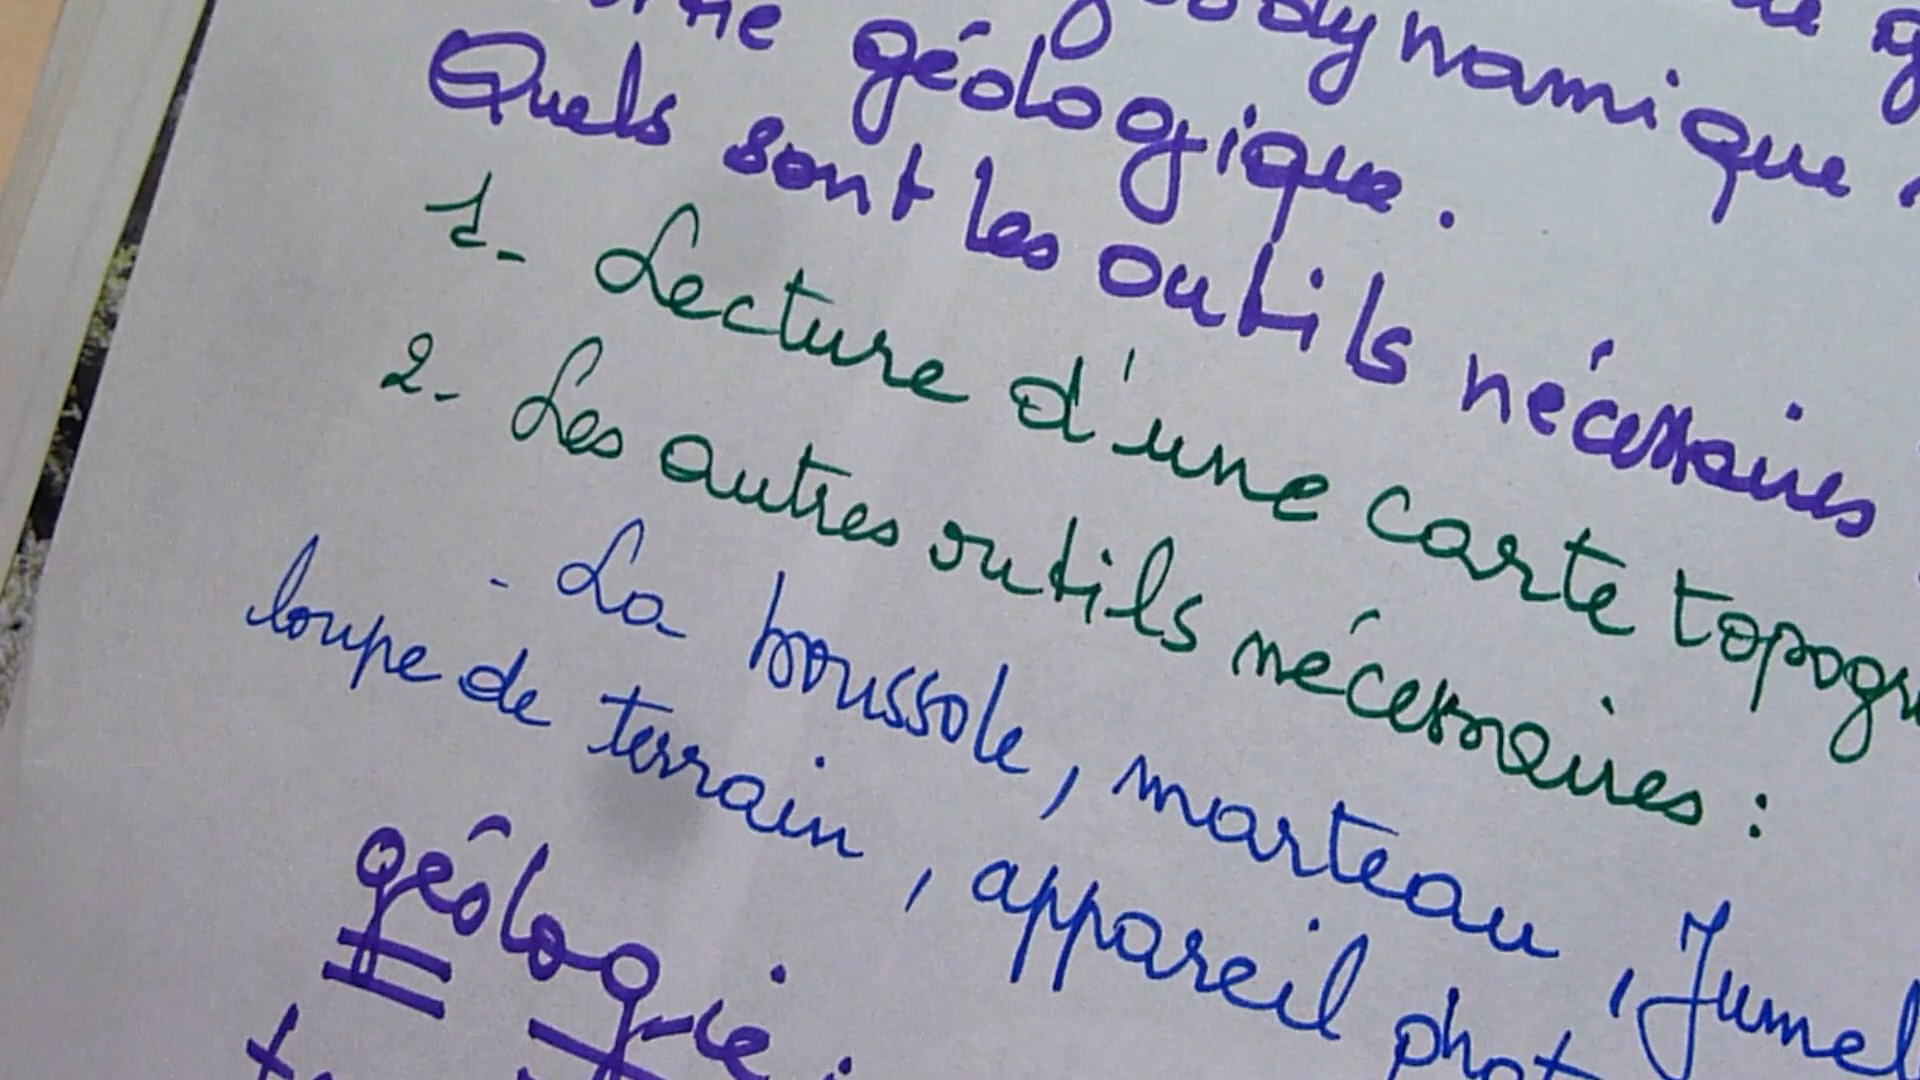 géodynamique
géologique.
Quels sont les outils nécessaires
1- Lecture d'une carte topogr
2- Les autres outils nécessaires :
- La boussole, marteau, Jumel
loupe de terrain, appareil phot
géologie